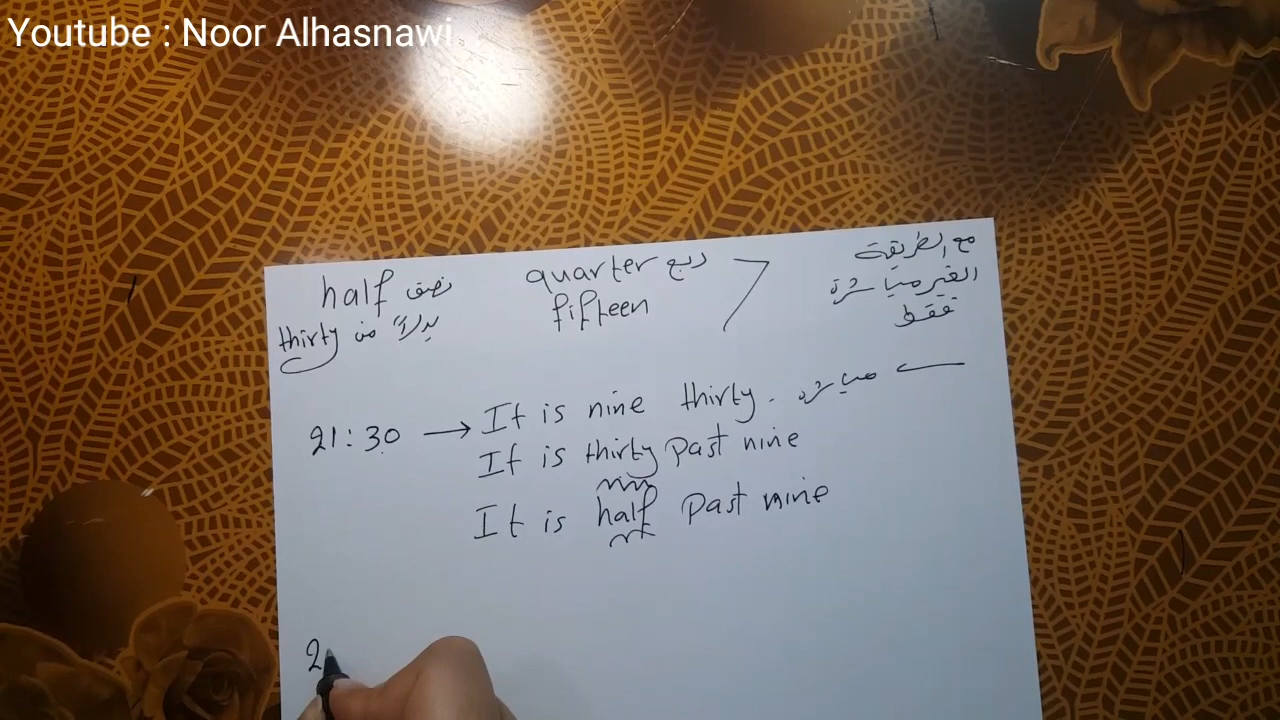 Youtube : Noor Alhasnawi
half نصف
thirty بدلاً من
quarter ربع
fifteen
مع الطريقة
الغير مباشرة
فقط
21:30 → It is nine thirty. مباشره
It is thirty past nine
It is half past nine
2